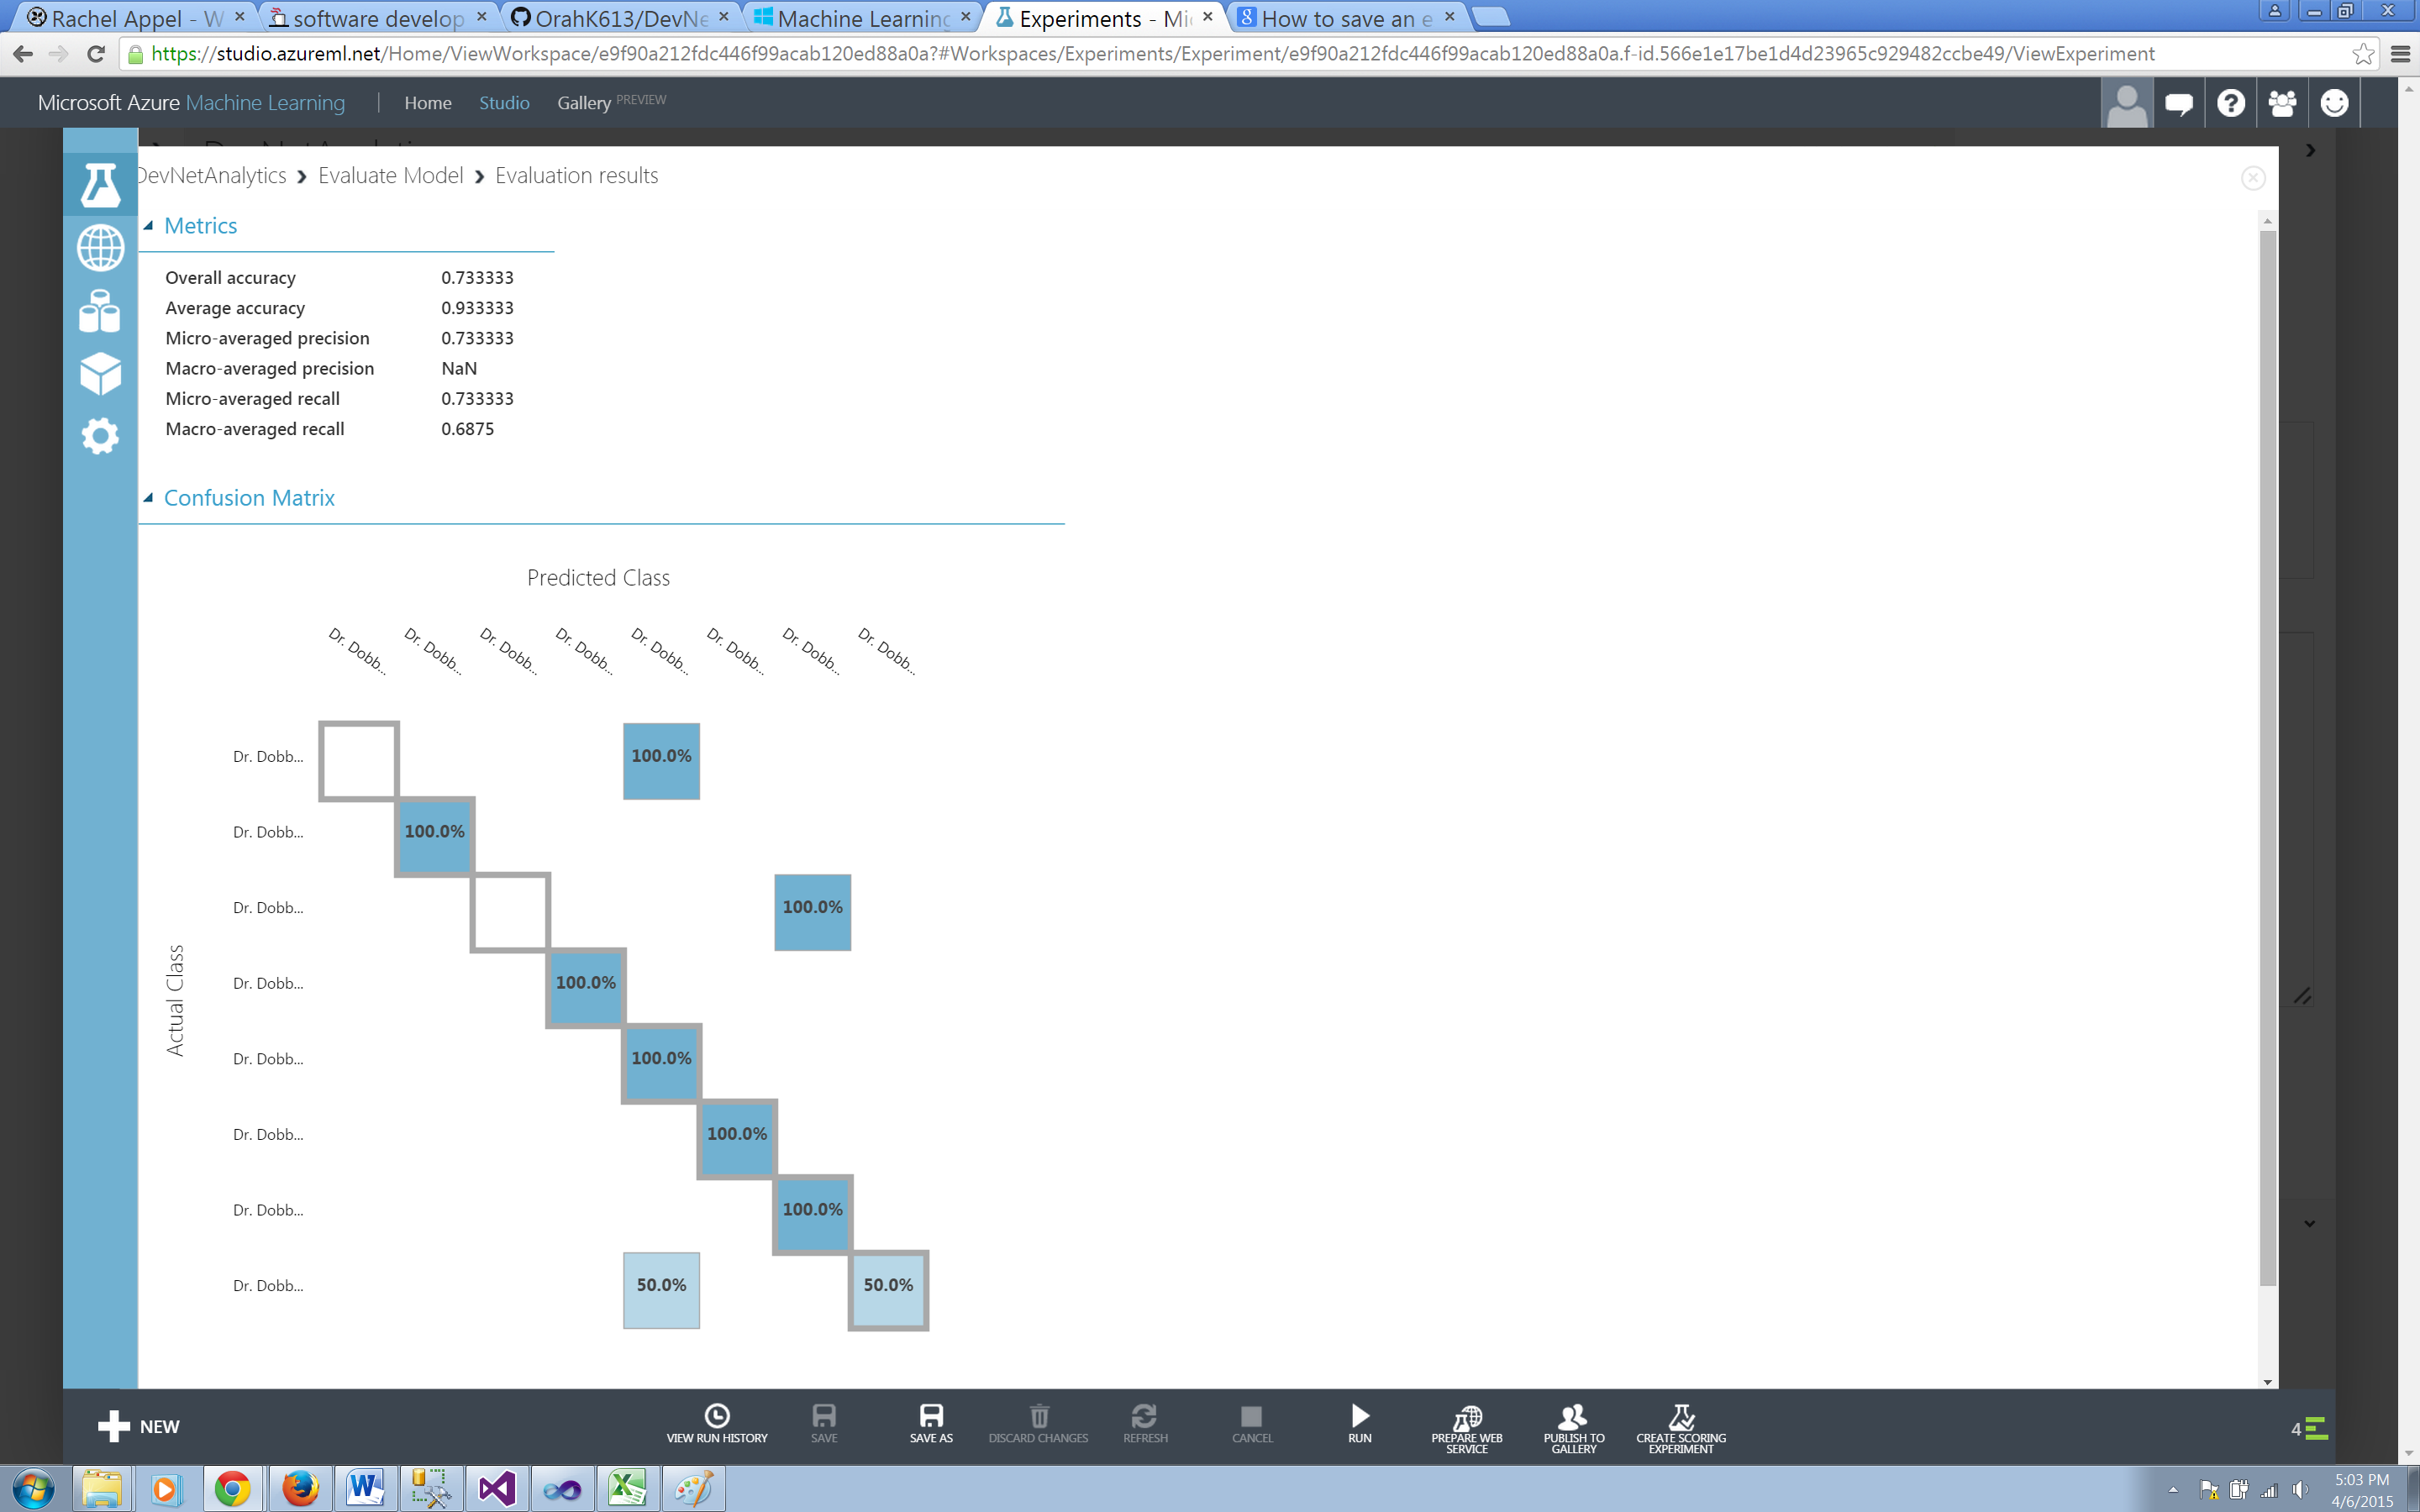 Rachel Appel - W
software develop
OrahK613/DevNe
Machine Learning
Experiments - Mi
How to save an e
https://studio.azureml.net/Home/ViewWorkspace/e9f90a212fdc446f99acab120ed88a0a?#Workspaces/Experiments/Experiment/e9f90a212fdc446f99acab120ed88a0a.f-id.566e1e17be1d4d23965c929482ccbe49/ViewExperiment
Microsoft Azure Machine Learning | Home Studio Gallery PREVIEW
DevNetAnalytics > Evaluate Model > Evaluation results
Metrics
Overall accuracy 0.733333
Average accuracy 0.933333
Micro-averaged precision 0.733333
Macro-averaged precision NaN
Micro-averaged recall 0.733333
Macro-averaged recall 0.6875
Confusion Matrix
Predicted Class
Dr. Dobb... Dr. Dobb... Dr. Dobb... Dr. Dobb... Dr. Dobb... Dr. Dobb... Dr. Dobb... Dr. Dobb...
Actual Class
Dr. Dobb... 100.0%
Dr. Dobb... 100.0%
Dr. Dobb... 100.0%
Dr. Dobb... 100.0%
Dr. Dobb... 100.0%
Dr. Dobb... 100.0%
Dr. Dobb... 100.0%
Dr. Dobb... 50.0% 50.0%
NEW
VIEW RUN HISTORY
SAVE
SAVE AS
DISCARD CHANGES
REFRESH
CANCEL
RUN
PREPARE WEB
SERVICE
PUBLISH TO
GALLERY
CREATE SCORING
EXPERIMENT
4
5:03 PM
4/6/2015